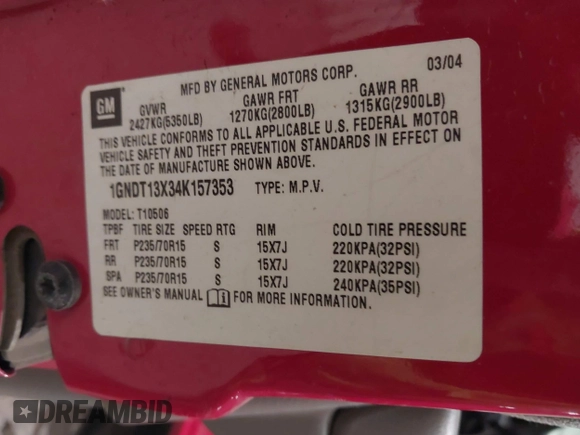 MFD BY GENERAL MOTORS CORP. 03/04
GM
GVWR GAWR FRT GAWR RR
2427KG(5350LB) 1270KG(2800LB) 1315KG(2900LB)
THIS VEHICLE CONFORMS TO ALL APPLICABLE U.S. FEDERAL MOTOR
VEHICLE SAFETY AND THEFT PREVENTION STANDARDS IN EFFECT ON
THE DATE OF MANUFACTURE SHOWN ABOVE.
1GNDT13X34K157353 TYPE: M.P.V.
MODEL: T10506
TPBF TIRE SIZE SPEED RTG RIM COLD TIRE PRESSURE
FRT P235/70R15 S 15X7J 220KPA(32PSI)
RR P235/70R15 S 15X7J 220KPA(32PSI)
SPA P235/70R15 S 15X7J 240KPA(35PSI)
SEE OWNER'S MANUAL FOR MORE INFORMATION.
DREAMBID